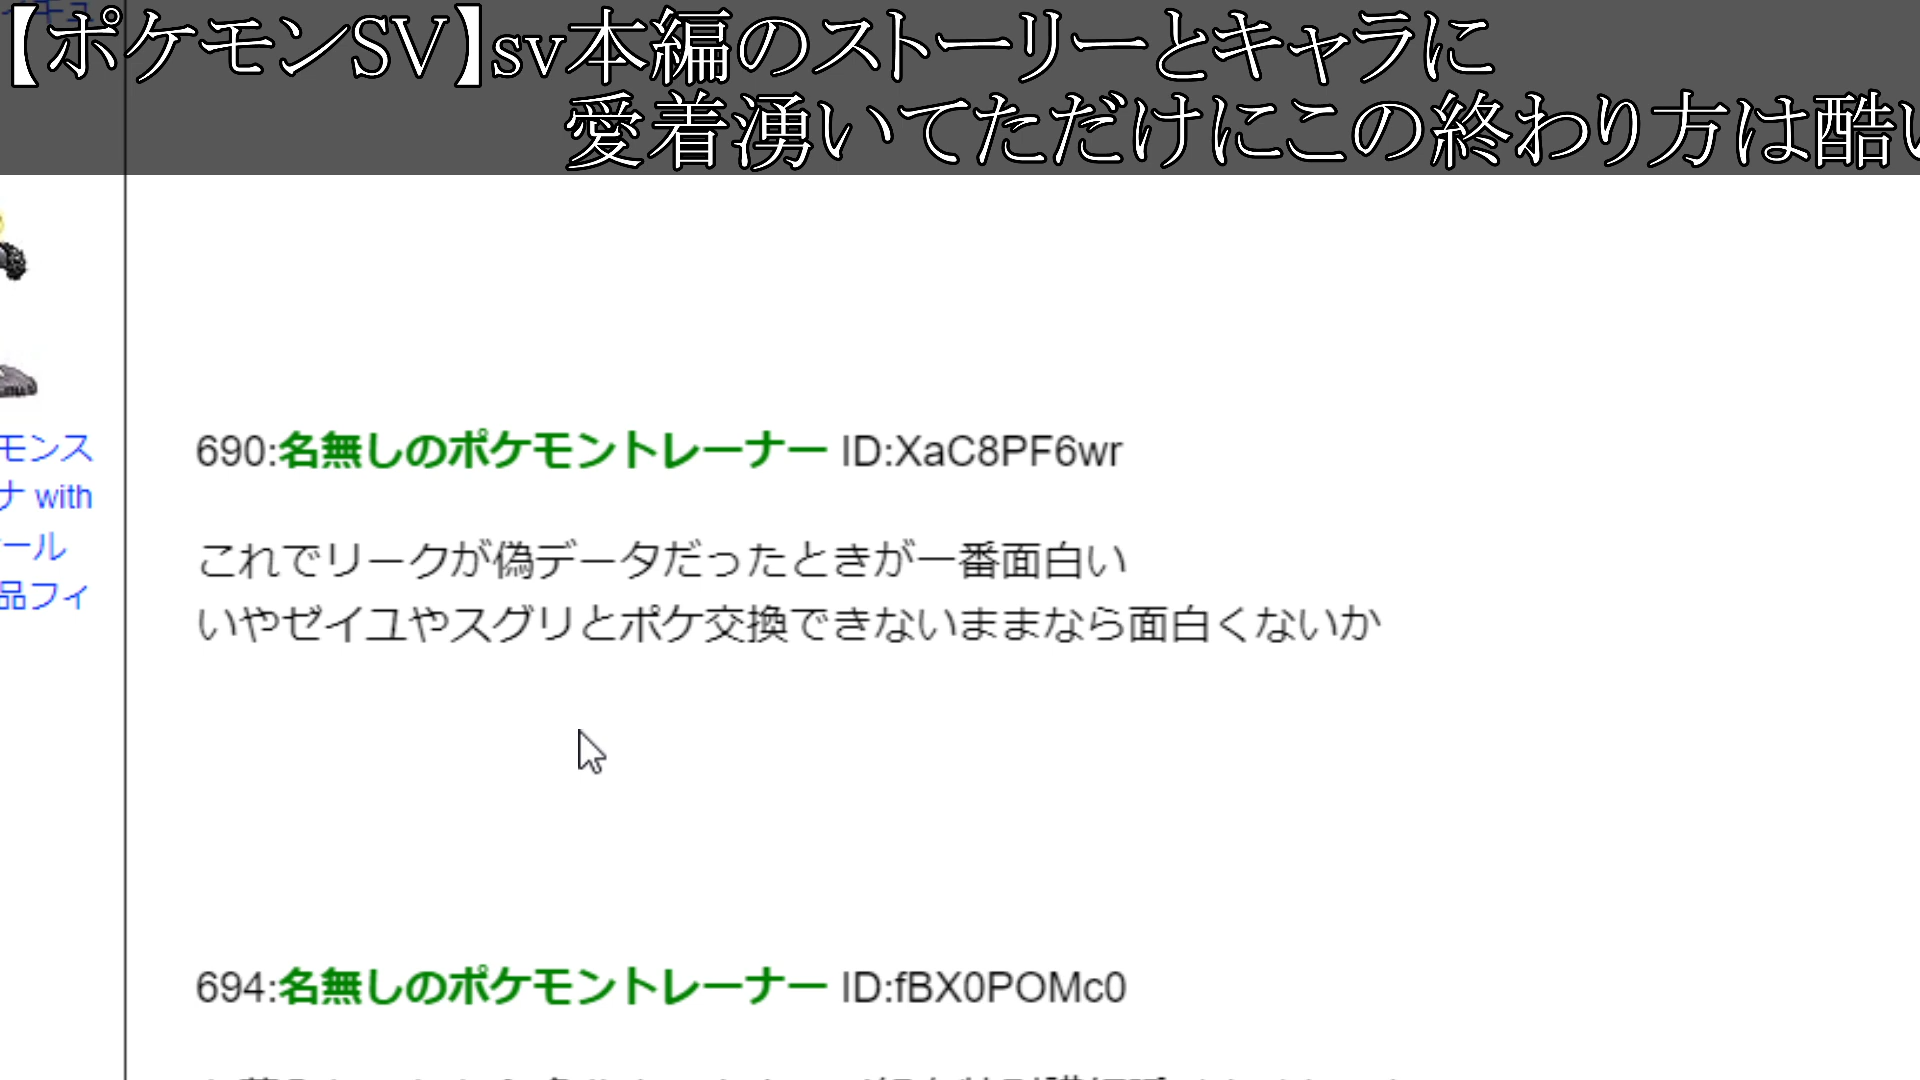 【ポケモンSV】sv本編のストーリーとキャラに
愛着湧いてただけにこの終わり方は酷い
モンス
ナ with
ール
品フィ
690:名無しのポケモントレーナー ID:XaC8PF6wr
これでリークが偽データだったときが一番面白い
いやゼイユやスグリとポケ交換できないままなら面白くないか
694:名無しのポケモントレーナー ID:fBX0POMc0